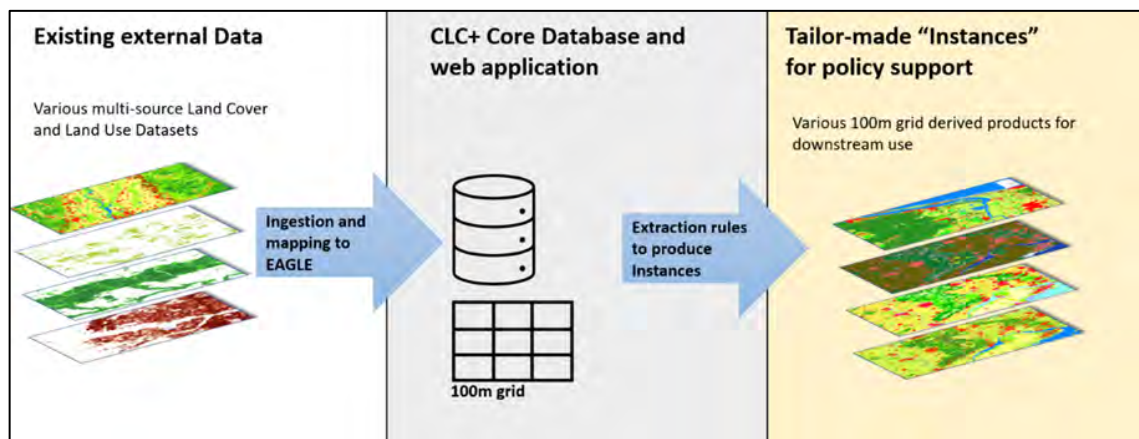 Existing external Data
Various multi-source Land Cover
and Land Use Datasets
Ingestion and
mapping to
EAGLE
CLC+ Core Database and
web application
100m grid
Extraction rules
to produce
Instances
Tailor-made “Instances”
for policy support
Various 100m grid derived products for
downstream use